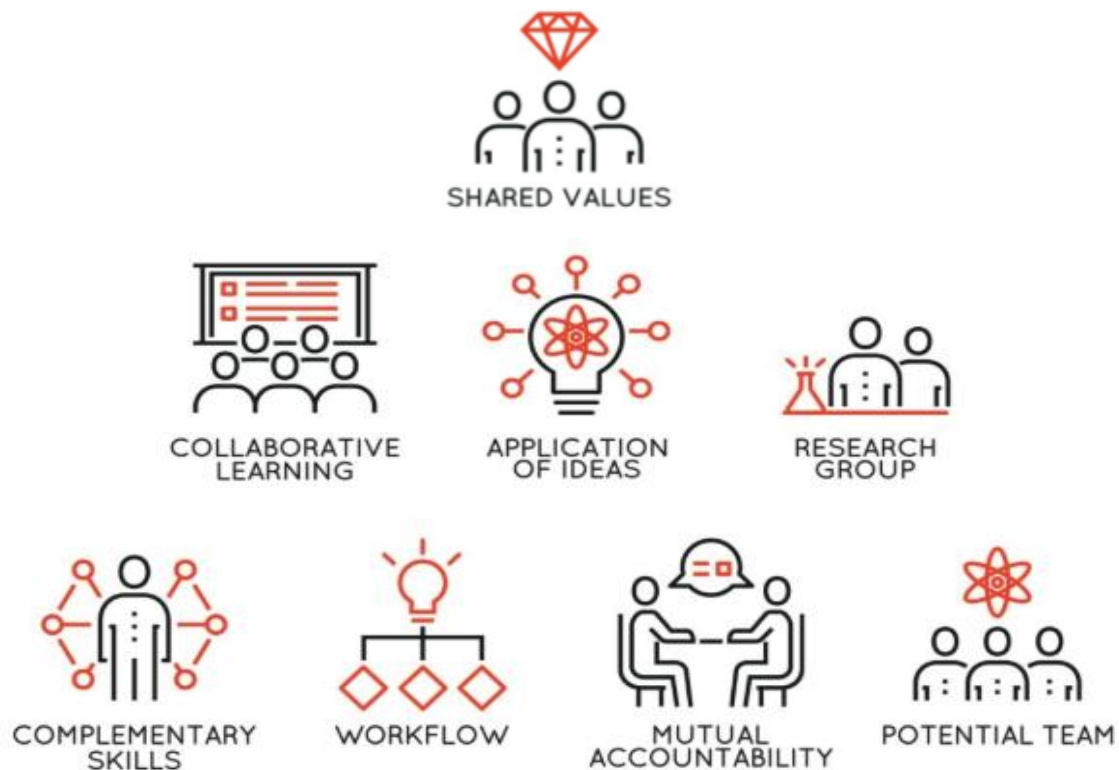 SHARED VALUES
COLLABORATIVE
LEARNING
APPLICATION
OF IDEAS
RESEARCH
GROUP
COMPLEMENTARY
SKILLS
WORKFLOW
MUTUAL
ACCOUNTABILITY
POTENTIAL TEAM